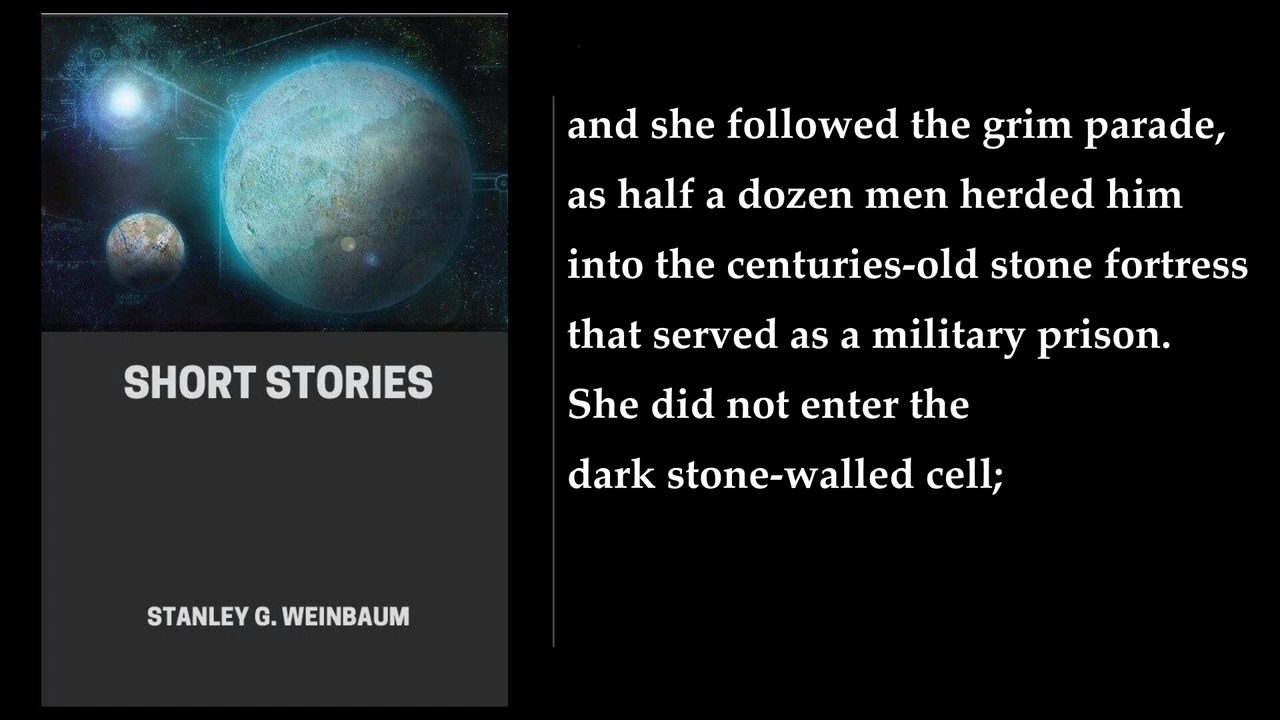 SHORT STORIES
STANLEY G. WEINBAUM
and she followed the grim parade,
as half a dozen men herded him
into the centuries-old stone fortress
that served as a military prison.
She did not enter the
dark stone-walled cell;